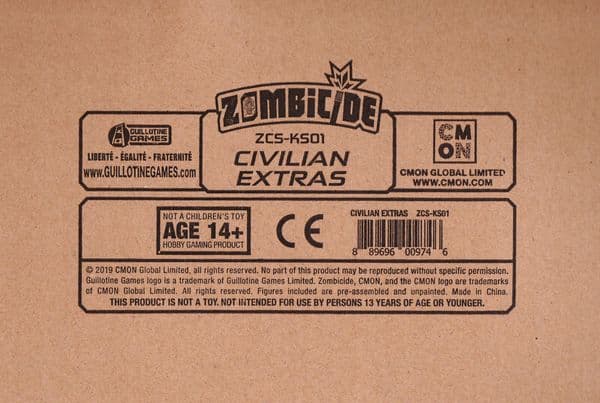 ZOMBICIDE
ZCS-KS01
CIVILIAN
EXTRAS
GUILLOTINE
GAMES
LIBERTÉ - ÉGALITÉ - FRATERNITÉ
WWW.GUILLOTINEGAMES.COM
CMON
CMON GLOBAL LIMITED
WWW.CMON.COM
NOT A CHILDREN'S TOY
AGE 14+
HOBBY GAMING PRODUCT
CE
CIVILIAN EXTRAS ZCS-KS01
8 89696 00974 6
© 2019 CMON Global Limited, all rights reserved. No part of this product may be reproduced without specific permission.
Guillotine Games logo is a trademark of Guillotine Games Limited. Zombicide, CMON, and the CMON logo are trademarks
of CMON Global Limited. All rights reserved. Figures included are pre-assembled and unpainted. Made in China.
THIS PRODUCT IS NOT A TOY. NOT INTENDED FOR USE BY PERSONS 13 YEARS OF AGE OR YOUNGER.